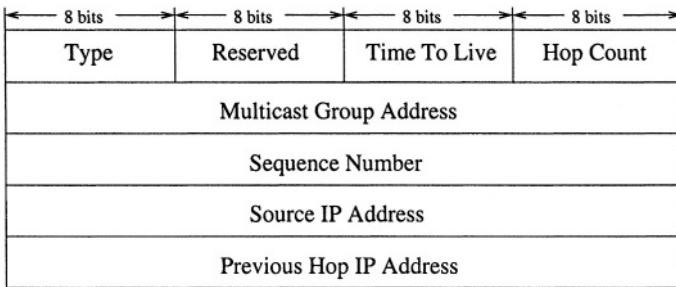 8 bits 8 bits 8 bits 8 bits
Type Reserved Time To Live Hop Count
Multicast Group Address
Sequence Number
Source IP Address
Previous Hop IP Address